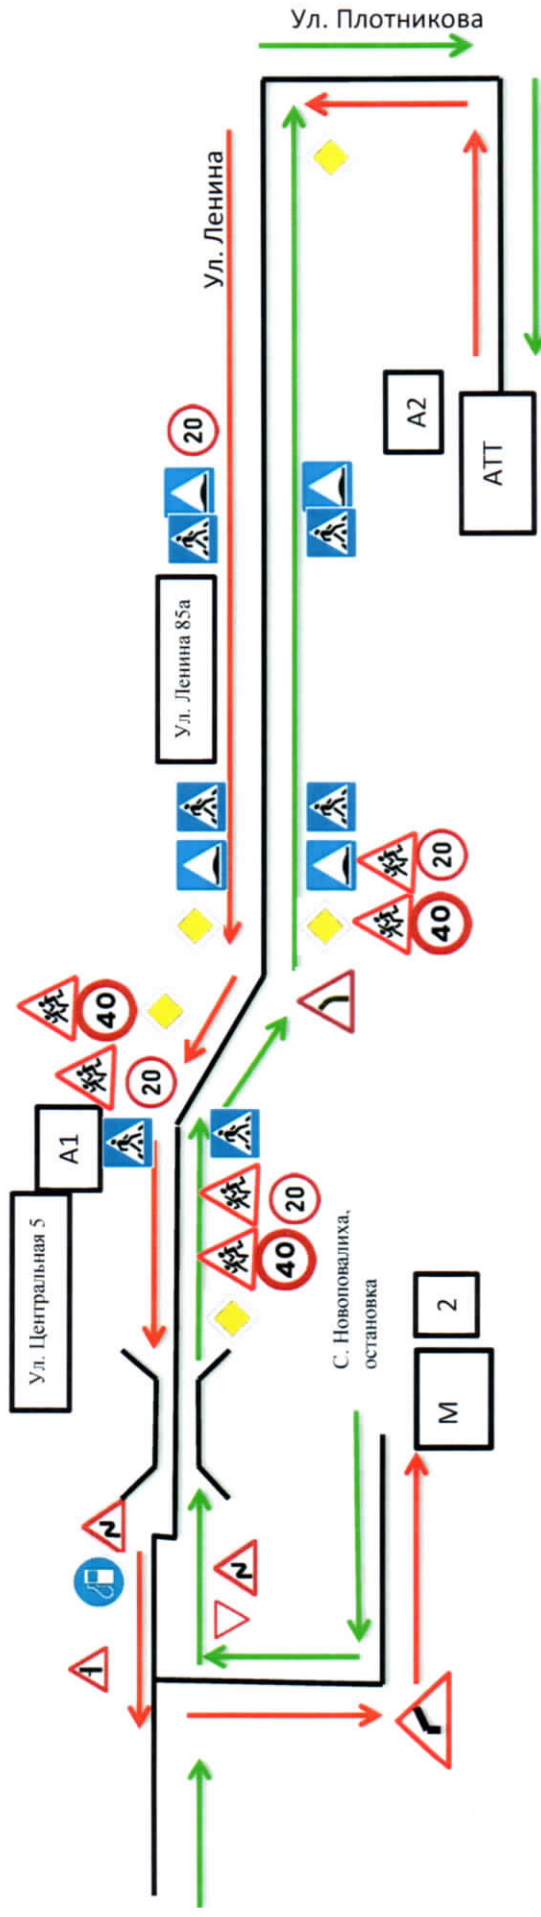 Ул. Плотникова
Ул. Ленина
20
А2
АТТ
Ул. Ленина 85а
20
40
40
20
А1
Ул. Центральная 5
20
40
С. Новоповалиха,
остановка
2
М